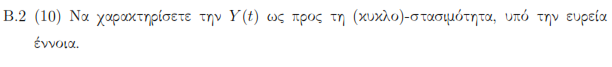 Β.2 (10) Να χαρακτηρίσετε την Y(t) ως προς τη (κυκλο)-στασιμότητα, υπό την ευρεία
έννοια.